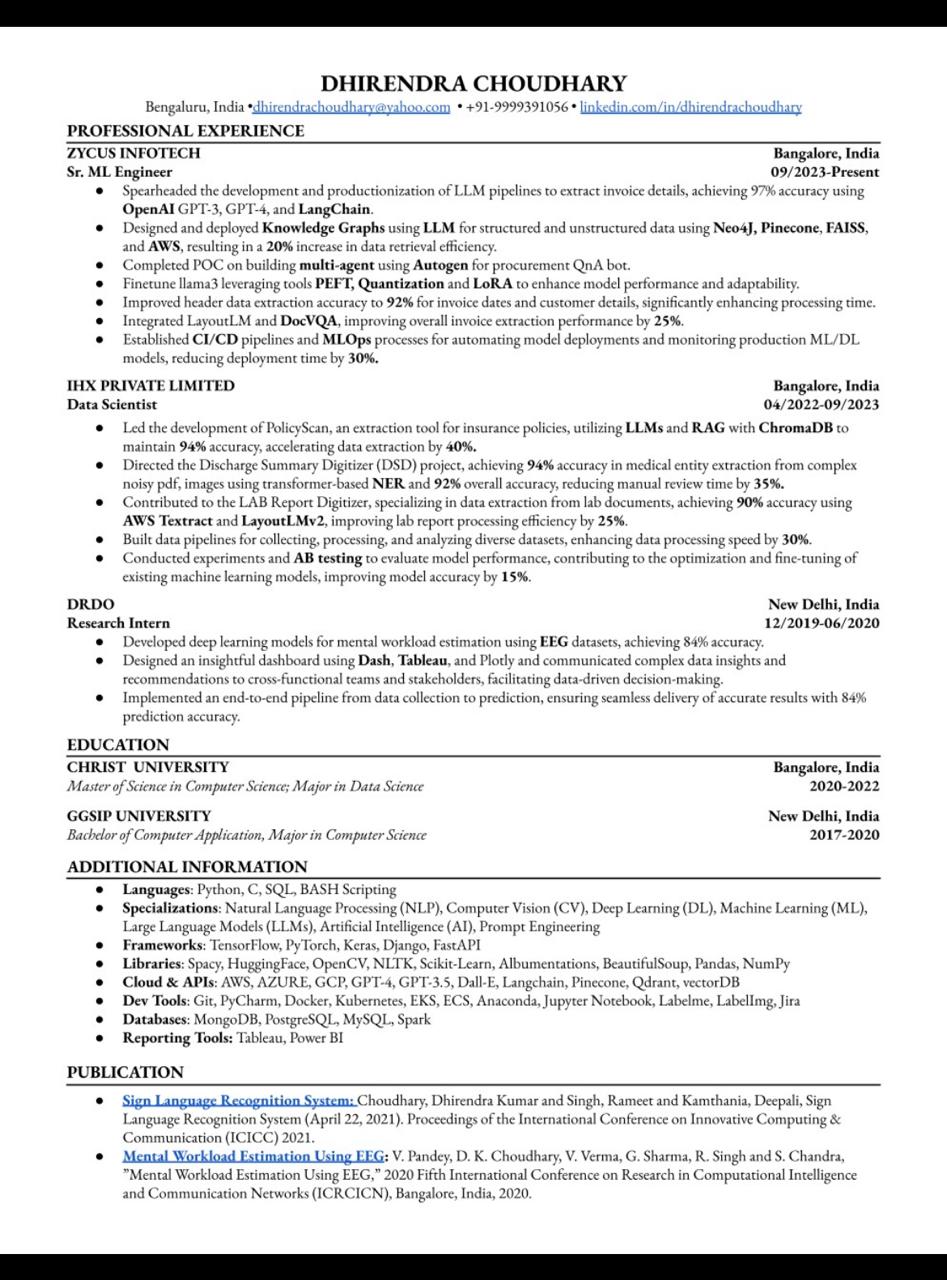 DHIRENDRA CHOUDHARY
Bengaluru, India •dhirendrachoudhary@yahoo.com • +91-9999391056 • linkedin.com/in/dhirendrachoudhary
PROFESSIONAL EXPERIENCE
ZYCUS INFOTECH Bangalore, India
Sr. ML Engineer 09/2023-Present
● Spearheaded the development and productionization of LLM pipelines to extract invoice details, achieving 97% accuracy using
OpenAI GPT-3, GPT-4, and LangChain.
● Designed and deployed Knowledge Graphs using LLM for structured and unstructured data using Neo4J, Pinecone, FAISS,
and AWS, resulting in a 20% increase in data retrieval efficiency.
● Completed POC on building multi-agent using Autogen for procurement QnA bot.
● Finetune llama3 leveraging tools PEFT, Quantization and LoRA to enhance model performance and adaptability.
● Improved header data extraction accuracy to 92% for invoice dates and customer details, significantly enhancing processing time.
● Integrated LayoutLM and DocVQA, improving overall invoice extraction performance by 25%.
● Established CI/CD pipelines and MLOps processes for automating model deployments and monitoring production ML/DL
models, reducing deployment time by 30%.
IHX PRIVATE LIMITED Bangalore, India
Data Scientist 04/2022-09/2023
● Led the development of PolicyScan, an extraction tool for insurance policies, utilizing LLMs and RAG with ChromaDB to
maintain 94% accuracy, accelerating data extraction by 40%.
● Directed the Discharge Summary Digitizer (DSD) project, achieving 94% accuracy in medical entity extraction from complex
noisy pdf, images using transformer-based NER and 92% overall accuracy, reducing manual review time by 35%.
● Contributed to the LAB Report Digitizer, specializing in data extraction from lab documents, achieving 90% accuracy using
AWS Textract and LayoutLMv2, improving lab report processing efficiency by 25%.
● Built data pipelines for collecting, processing, and analyzing diverse datasets, enhancing data processing speed by 30%.
● Conducted experiments and AB testing to evaluate model performance, contributing to the optimization and fine-tuning of
existing machine learning models, improving model accuracy by 15%.
DRDO New Delhi, India
Research Intern 12/2019-06/2020
● Developed deep learning models for mental workload estimation using EEG datasets, achieving 84% accuracy.
● Designed an insightful dashboard using Dash, Tableau, and Plotly and communicated complex data insights and
recommendations to cross-functional teams and stakeholders, facilitating data-driven decision-making.
● Implemented an end-to-end pipeline from data collection to prediction, ensuring seamless delivery of accurate results with 84%
prediction accuracy.
EDUCATION
CHRIST UNIVERSITY Bangalore, India
Master of Science in Computer Science; Major in Data Science 2020-2022
GGSIP UNIVERSITY New Delhi, India
Bachelor of Computer Application, Major in Computer Science 2017-2020
ADDITIONAL INFORMATION
● Languages: Python, C, SQL, BASH Scripting
● Specializations: Natural Language Processing (NLP), Computer Vision (CV), Deep Learning (DL), Machine Learning (ML),
Large Language Models (LLMs), Artificial Intelligence (AI), Prompt Engineering
● Frameworks: TensorFlow, PyTorch, Keras, Django, FastAPI
● Libraries: Spacy, HuggingFace, OpenCV, NLTK, Scikit-Learn, Albumentations, BeautifulSoup, Pandas, NumPy
● Cloud & APIs: AWS, AZURE, GCP, GPT-4, GPT-3.5, Dall-E, Langchain, Pinecone, Qdrant, vectorDB
● Dev Tools: Git, PyCharm, Docker, Kubernetes, EKS, ECS, Anaconda, Jupyter Notebook, Labelme, LabelImg, Jira
● Databases: MongoDB, PostgreSQL, MySQL, Spark
● Reporting Tools: Tableau, Power BI
PUBLICATION
● Sign Language Recognition System: Choudhary, Dhirendra Kumar and Singh, Rameet and Kamthania, Deepali, Sign
Language Recognition System (April 22, 2021). Proceedings of the International Conference on Innovative Computing &
Communication (ICICC) 2021.
● Mental Workload Estimation Using EEG: V. Pandey, D. K. Choudhary, V. Verma, G. Sharma, R. Singh and S. Chandra,
”Mental Workload Estimation Using EEG,” 2020 Fifth International Conference on Research in Computational Intelligence
and Communication Networks (ICRCICN), Bangalore, India, 2020.